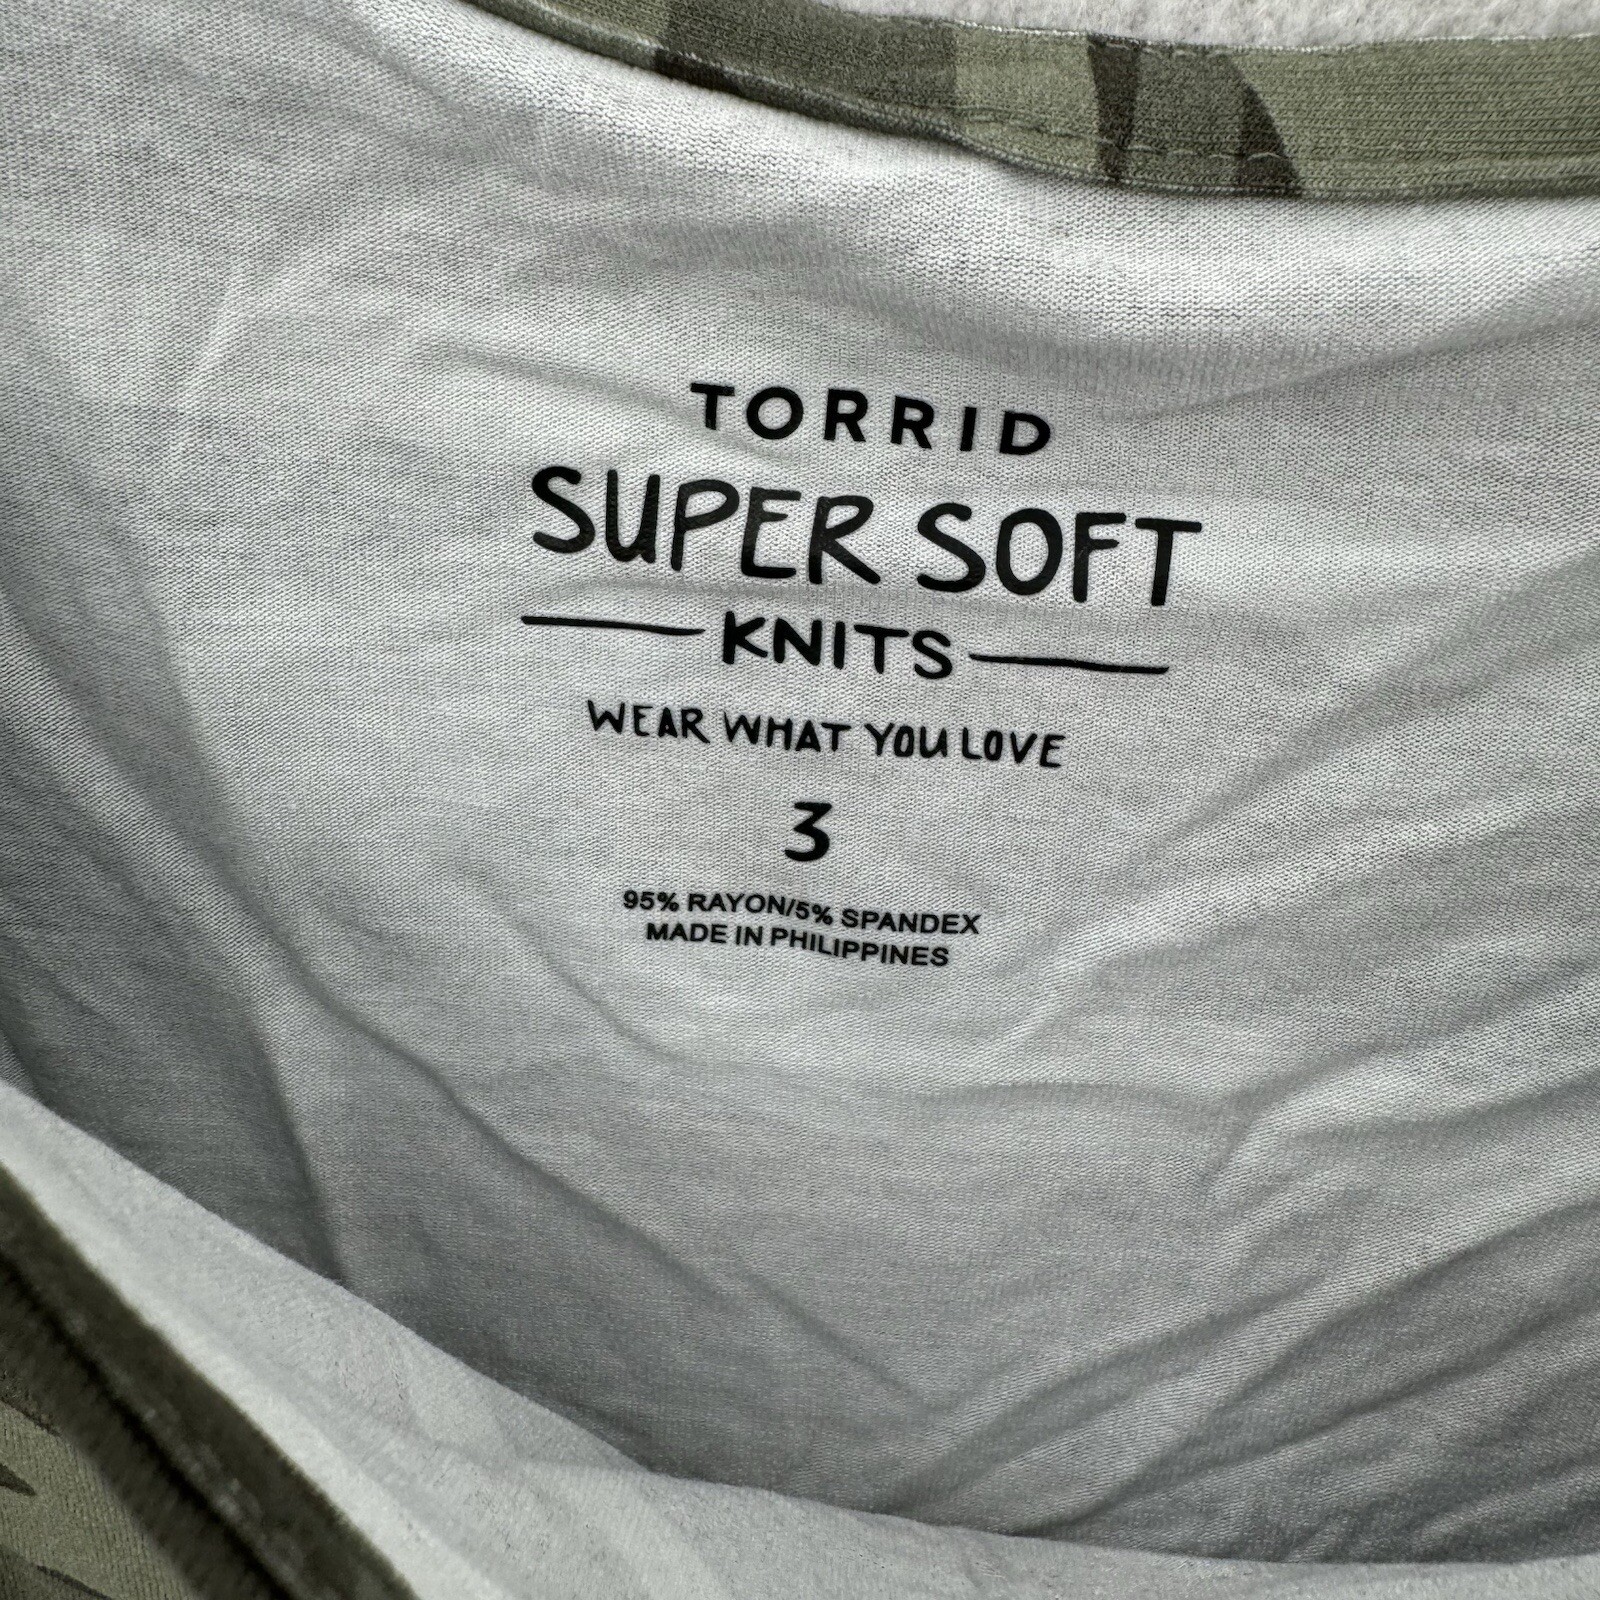 TORRID
SUPER SOFT
KNITS
WEAR WHAT YOU LOVE
3
95% RAYON/5% SPANDEX
MADE IN PHILIPPINES